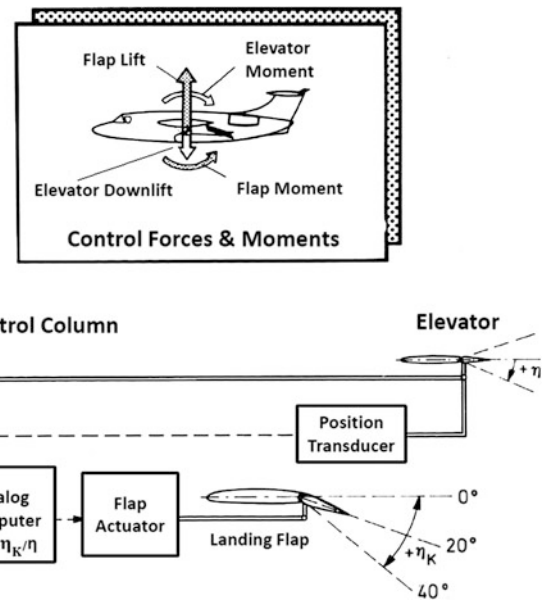 Flap Lift
Elevator
Moment
Elevator Downlift
Flap Moment
Control Forces & Moments
trol Column
Elevator
+ η
Position
Transducer
alog
puter
ηK/η
Flap
Actuator
Landing Flap
0°
20°
+ηK
40°